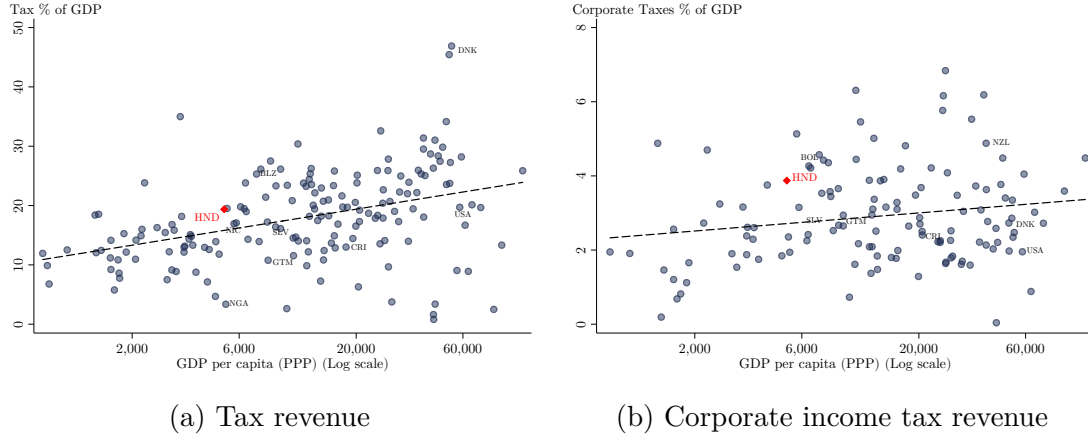 Tax % of GDP
50
40
30
20
10
0
DNK
BLZ
HND
NIC
SLV
USA
CRI
GTM
NGA
2,000
6,000
20,000
60,000
GDP per capita (PPP) (Log scale)
(a) Tax revenue
Corporate Taxes % of GDP
8
6
4
2
0
NZL
BOL
HND
SLV
GTM
DNK
CRI
USA
2,000
6,000
20,000
60,000
GDP per capita (PPP) (Log scale)
(b) Corporate income tax revenue